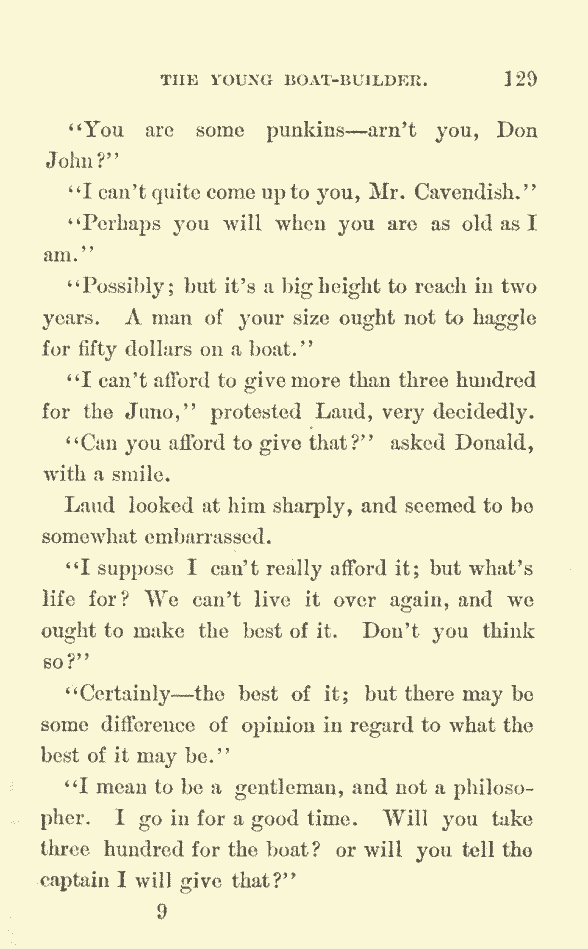 THE YOUNG BOAT-BUILDER. 129
“You are some punkins—arn’t you, Don
John?”
“I can’t quite come up to you, Mr. Cavendish.”
“Perhaps you will when you are as old as I
am.”
“Possibly; but it’s a big height to reach in two
years. A man of your size ought not to haggle
for fifty dollars on a boat.”
“I can’t afford to give more than three hundred
for the Juno,” protested Laud, very decidedly.
“Can you afford to give that?” asked Donald,
with a smile.
Laud looked at him sharply, and seemed to be
somewhat embarrassed.
“I suppose I can’t really afford it; but what’s
life for? We can’t live it over again, and we
ought to make the best of it. Don’t you think
so?”
“Certainly—the best of it; but there may be
some difference of opinion in regard to what the
best of it may be.”
“I mean to be a gentleman, and not a philoso-
pher. I go in for a good time. Will you take
three hundred for the boat? or will you tell the
captain I will give that?”
9